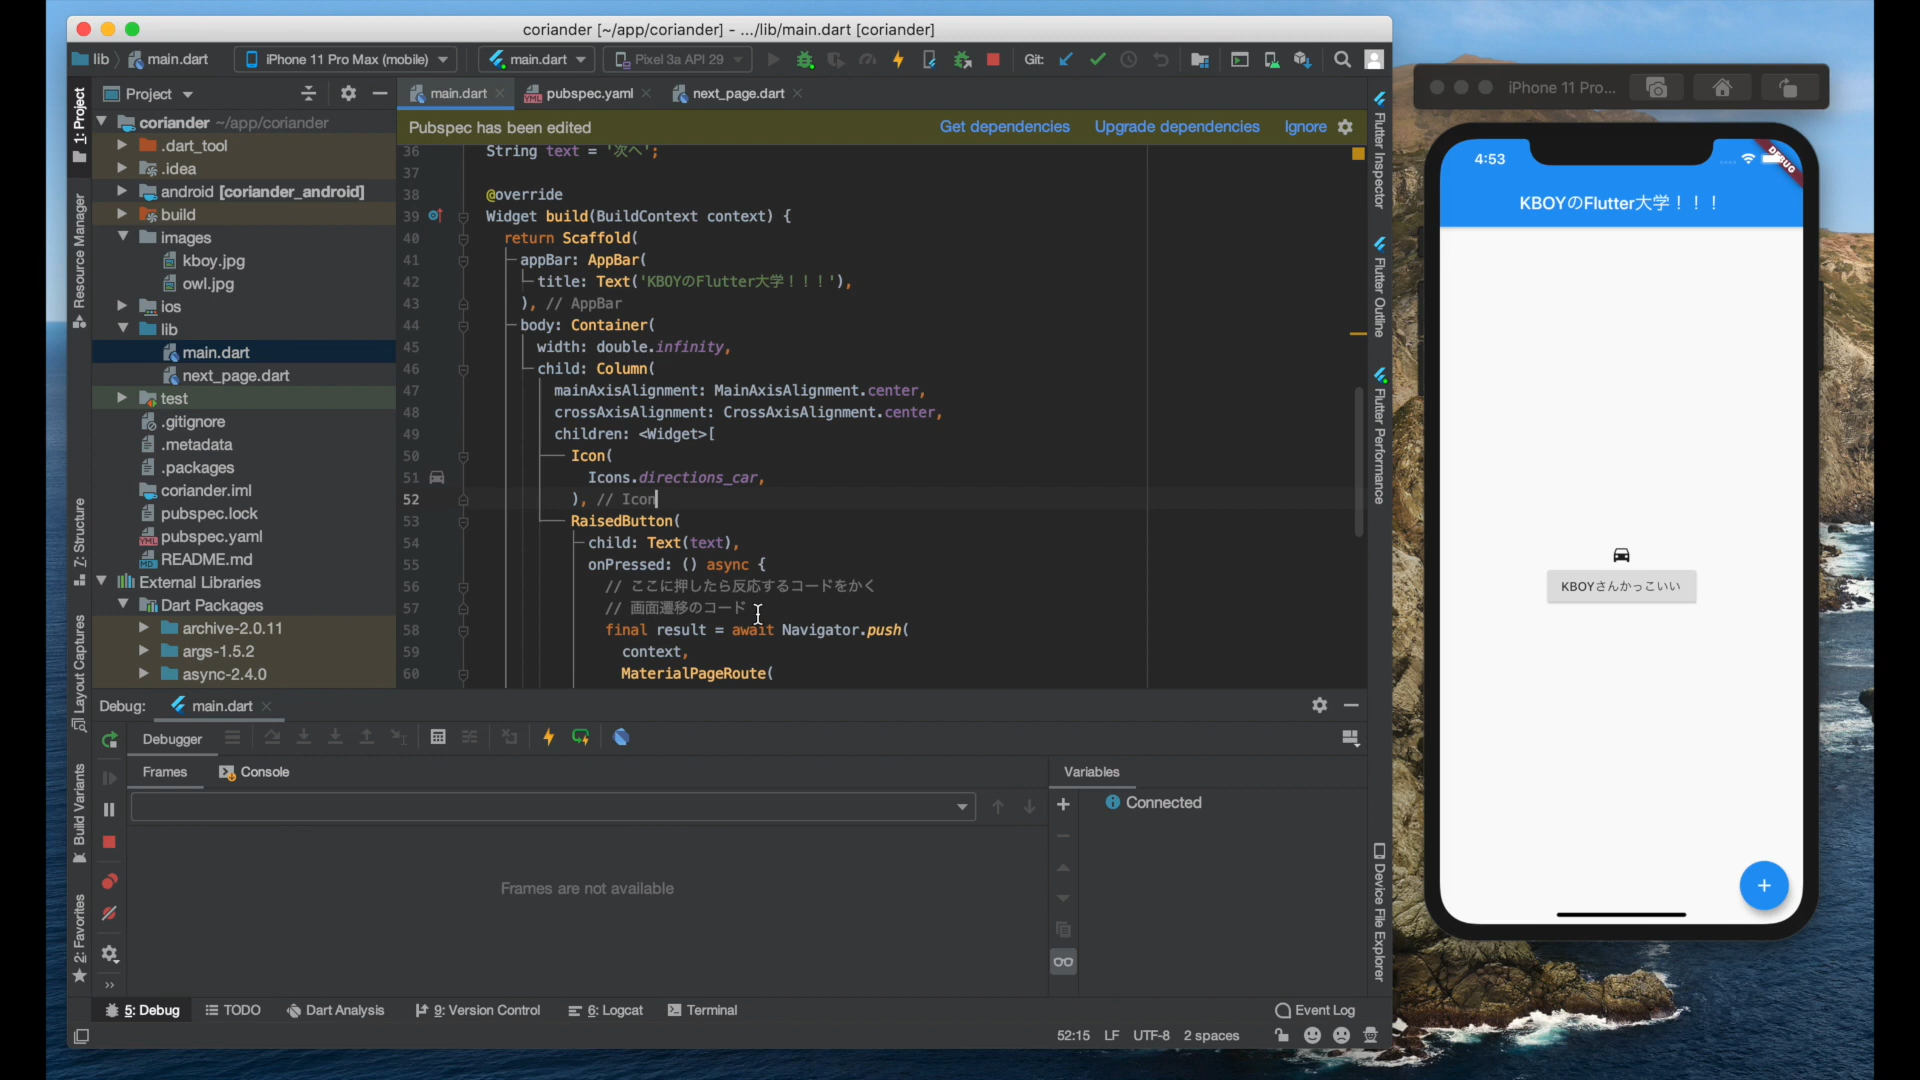 coriander [~/app/coriander] - .../lib/main.dart [coriander]
lib
main.dart
iPhone 11 Pro Max (mobile)
main.dart
Pixel 3a API 29
Git:
1: Project
Resource Manager
Z: Structure
Layout Captures
Build Variants
2: Favorites
Project
coriander ~/app/coriander
.dart_tool
.idea
android [coriander_android]
build
images
kboy.jpg
owl.jpg
ios
lib
main.dart
next_page.dart
test
.gitignore
.metadata
.packages
coriander.iml
pubspec.lock
pubspec.yaml
README.md
External Libraries
Dart Packages
archive-2.0.11
args-1.5.2
async-2.4.0
main.dart
pubspec.yaml
next_page.dart
Pubspec has been edited
Get dependencies
Upgrade dependencies
Ignore
36 String text = '次へ';
37
38 @override
39 Widget build(BuildContext context) {
40 return Scaffold(
41 appBar: AppBar(
42 title: Text('KBOYのFlutter大学！！！'),
43 ), // AppBar
44 body: Container(
45 width: double.infinity,
46 child: Column(
47 mainAxisAlignment: MainAxisAlignment.center,
48 crossAxisAlignment: CrossAxisAlignment.center,
49 children: <Widget>[
50 Icon(
51 Icons.directions_car,
52 ), // Icon
53 RaisedButton(
54 child: Text(text),
55 onPressed: () async {
56 // ここに押したら反応するコードをかく
57 // 画面遷移のコード
58 final result = await Navigator.push(
59 context,
60 MaterialPageRoute(
Flutter Inspector
Flutter Outline
Flutter Performance
Device File Explorer
Debug:
main.dart
Debugger
Frames
Console
Frames are not available
Variables
Connected
5: Debug
TODO
Dart Analysis
9: Version Control
6: Logcat
Terminal
Event Log
52:15
LF
UTF-8
2 spaces
iPhone 11 Pro...
4:53
DEBUG
KBOYのFlutter大学！！！
KBOYさんかっこいい